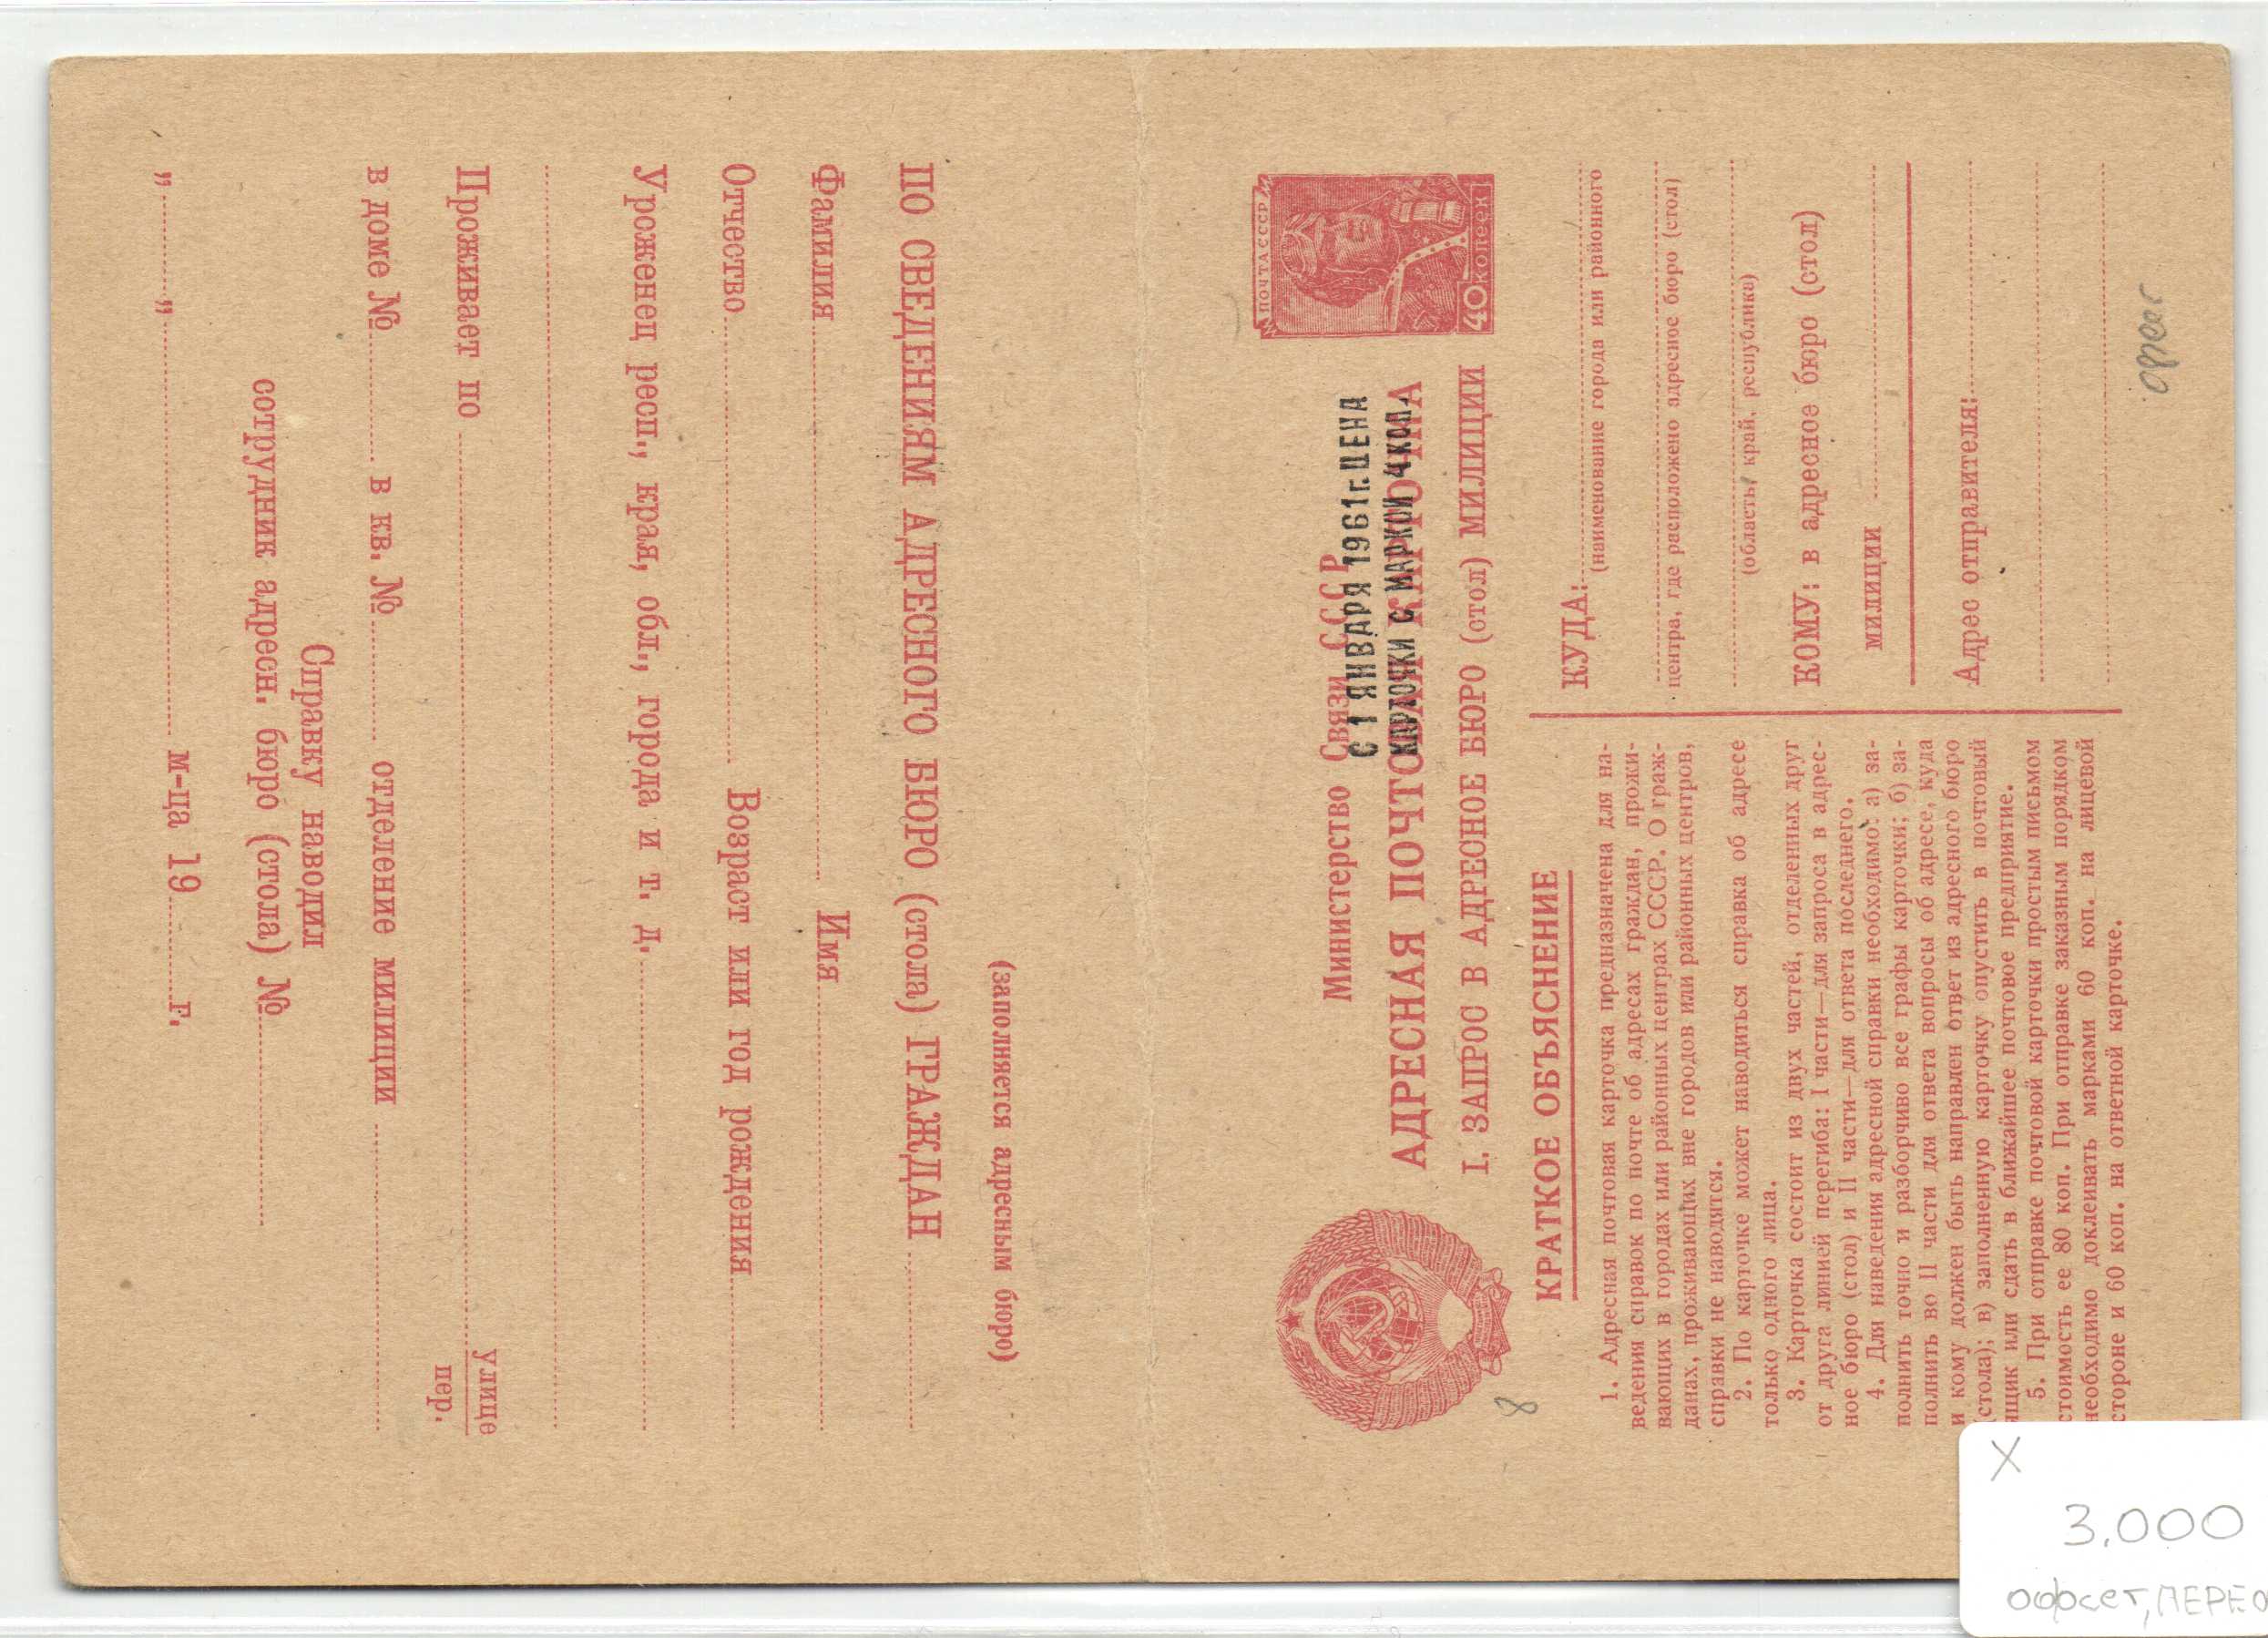 ПО СВЕДЕНИЯМ АДРЕСНОГО БЮРО (стола) ГРАЖДАН
(заполняется адресным бюро)
Фамилия Имя
Отчество Возраст или год рождения
Уроженец респ., края, обл., города и т. д.
Проживает по улице
пер.
в доме № в кв. № отделение милиции
Справку наводил
сотрудник адресн. бюро (стола) №
" " м-ца 19 г.
ПОЧТА СССР
40 копеек
Министерство Связи СССР
С 1 ЯНВАРЯ 1961г. ЦЕНА
КАРТОЧКИ С МАРКОЙ 4 КОП.
АДРЕСНАЯ ПОЧТОВАЯ КАРТОЧКА
I. ЗАПРОС В АДРЕСНОЕ БЮРО (стол) МИЛИЦИИ
8
КРАТКОЕ ОБЪЯСНЕНИЕ
1. Адресная почтовая карточка предназначена для на-
ведения справок по почте об адресах граждан, прожи-
вающих в городах или районных центрах СССР. О граж-
данах, проживающих вне городов или районных центров,
справки не наводятся.
2. По карточке может наводиться справка об адресе
только одного лица.
3. Карточка состоит из двух частей, отделенных друг
от друга линией перегиба: I части—для запроса в адрес-
ное бюро (стол) и II части—для ответа последнего.
4. Для наведения адресной справки необходимо: а) за-
полнить точно и разборчиво все графы карточки; б) за-
полнить во II части для ответа вопросы об адресе, куда
и кому должен быть направлен ответ из адресного бюро
(стола); в) заполненную карточку опустить в почтовый
ящик или сдать в ближайшее почтовое предприятие.
5. При отправке почтовой карточки простым письмом
стоимость ее 80 коп. При отправке заказным порядком
необходимо доклеивать марками 60 коп. на лицевой
стороне и 60 коп. на ответной карточке.
КУДА:
(наименование города или районного
центра, где расположено адресное бюро (стол)
(область, край, республика)
КОМУ: в адресное бюро (стол)
милиции
Адрес отправителя:
X
3.000
офсет, ПЕРЕО